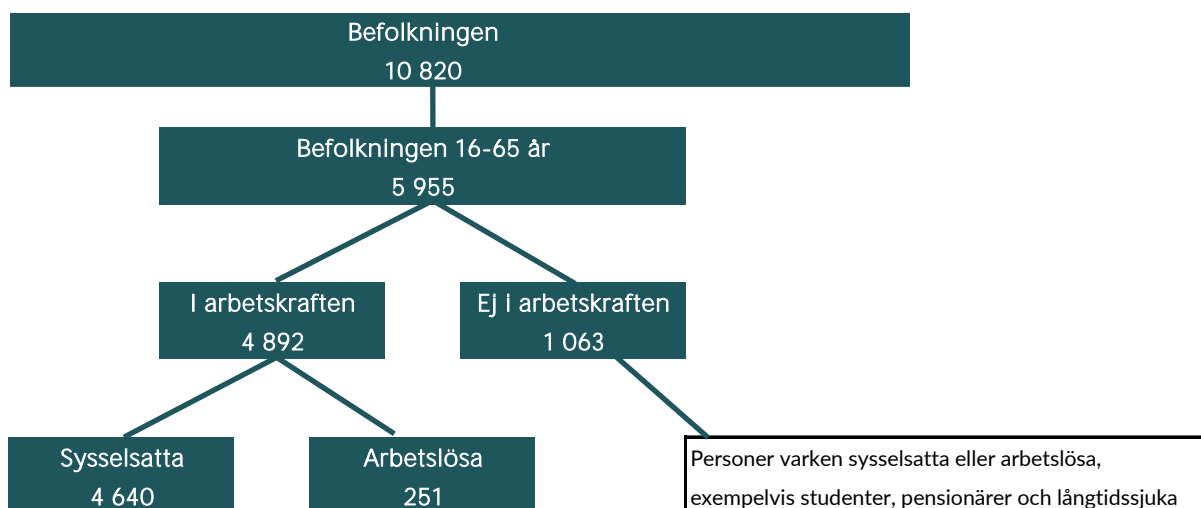 Befolkningen
10 820
Befolkningen 16-65 år
5 955
I arbetskraften
4 892
Ej i arbetskraften
1 063
Sysselsatta
4 640
Arbetslösa
251
Personer varken sysselsatta eller arbetslösa,
exempelvis studenter, pensionärer och långtidssjuka